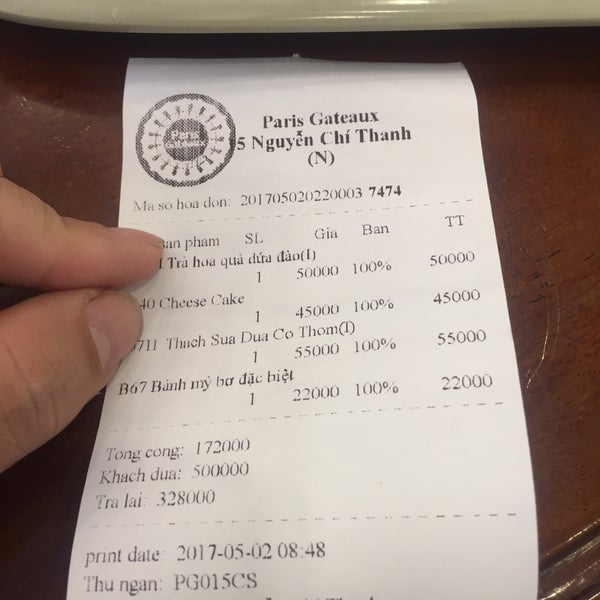 Paris Gateaux
5 Nguyễn Chí Thanh
(N)
Ma so hoa don: 2017050202200037474
an pham SL Gia Ban TT
Trà hoa quả dứa đào(I)
1 50000 100% 50000
40 Cheese Cake
1 45000 100% 45000
711 Thach Sua Dua Co Thom(I)
1 55000 100% 55000
B67 Bánh mỳ bơ đặc biệt
1 22000 100% 22000
Tong cong: 172000
Khach dua: 500000
Tra lai: 328000
print date: 2017-05-02 08:48
Thu ngan: PG015CS